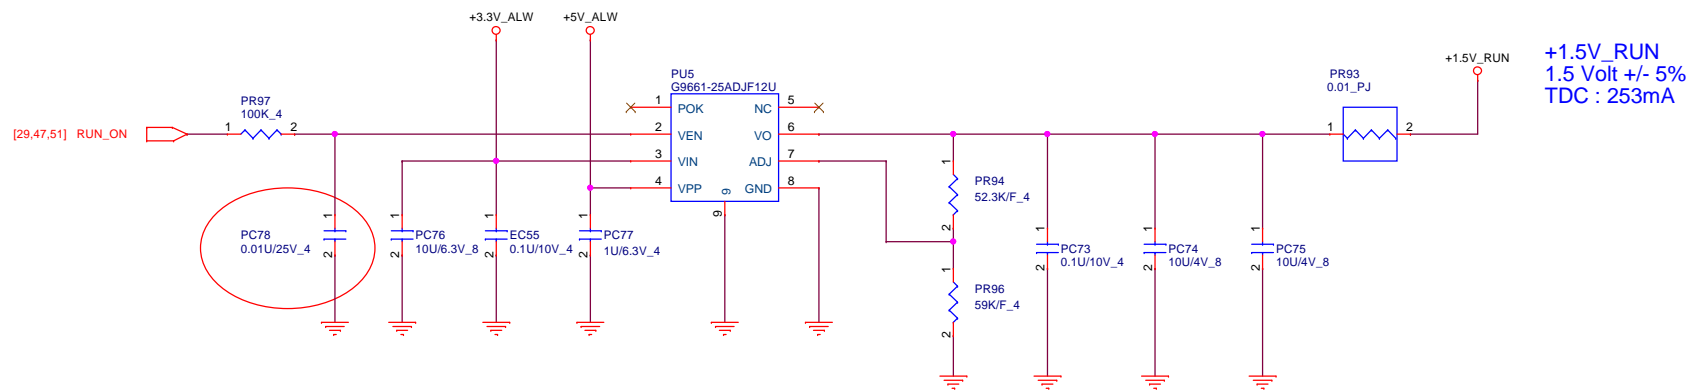 +3.3V_ALW
+5V_ALW
+1.5V_RUN
+1.5V_RUN
1.5 Volt +/- 5%
TDC : 253mA
PU5
G9661-25ADJF12U
PR93
0.01_PJ
PR97
100K_4
[29,47,51] RUN_ON
1
2
1
POK
NC
5
2
VEN
VO
6
3
VIN
ADJ
7
4
VPP
GND
8
9
9
1
2
1
PR94
52.3K/F_4
2
1
PC78
0.01U/25V_4
2
1
PC76
10U/6.3V_8
2
1
EC55
0.1U/10V_4
2
1
PC77
1U/6.3V_4
2
1
PR96
59K/F_4
2
1
PC73
0.1U/10V_4
2
1
PC74
10U/4V_8
2
1
PC75
10U/4V_8
2